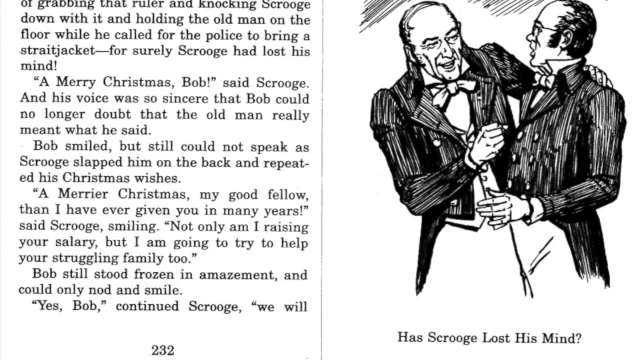 of grabbing that ruler and knocking Scrooge
down with it and holding the old man on the
floor while he called for the police to bring a
straitjacket—for surely Scrooge had lost his
mind!
“A Merry Christmas, Bob!” said Scrooge.
And his voice was so sincere that Bob could
no longer doubt that the old man really
meant what he said.
Bob smiled, but still could not speak as
Scrooge slapped him on the back and repeat-
ed his Christmas wishes.
“A Merrier Christmas, my good fellow,
than I have ever given you in many years!”
said Scrooge, smiling. “Not only am I raising
your salary, but I am going to try to help
your struggling family too.”
Bob still stood frozen in amazement, and
could only nod and smile.
“Yes, Bob,” continued Scrooge, “we will
232
Has Scrooge Lost His Mind?